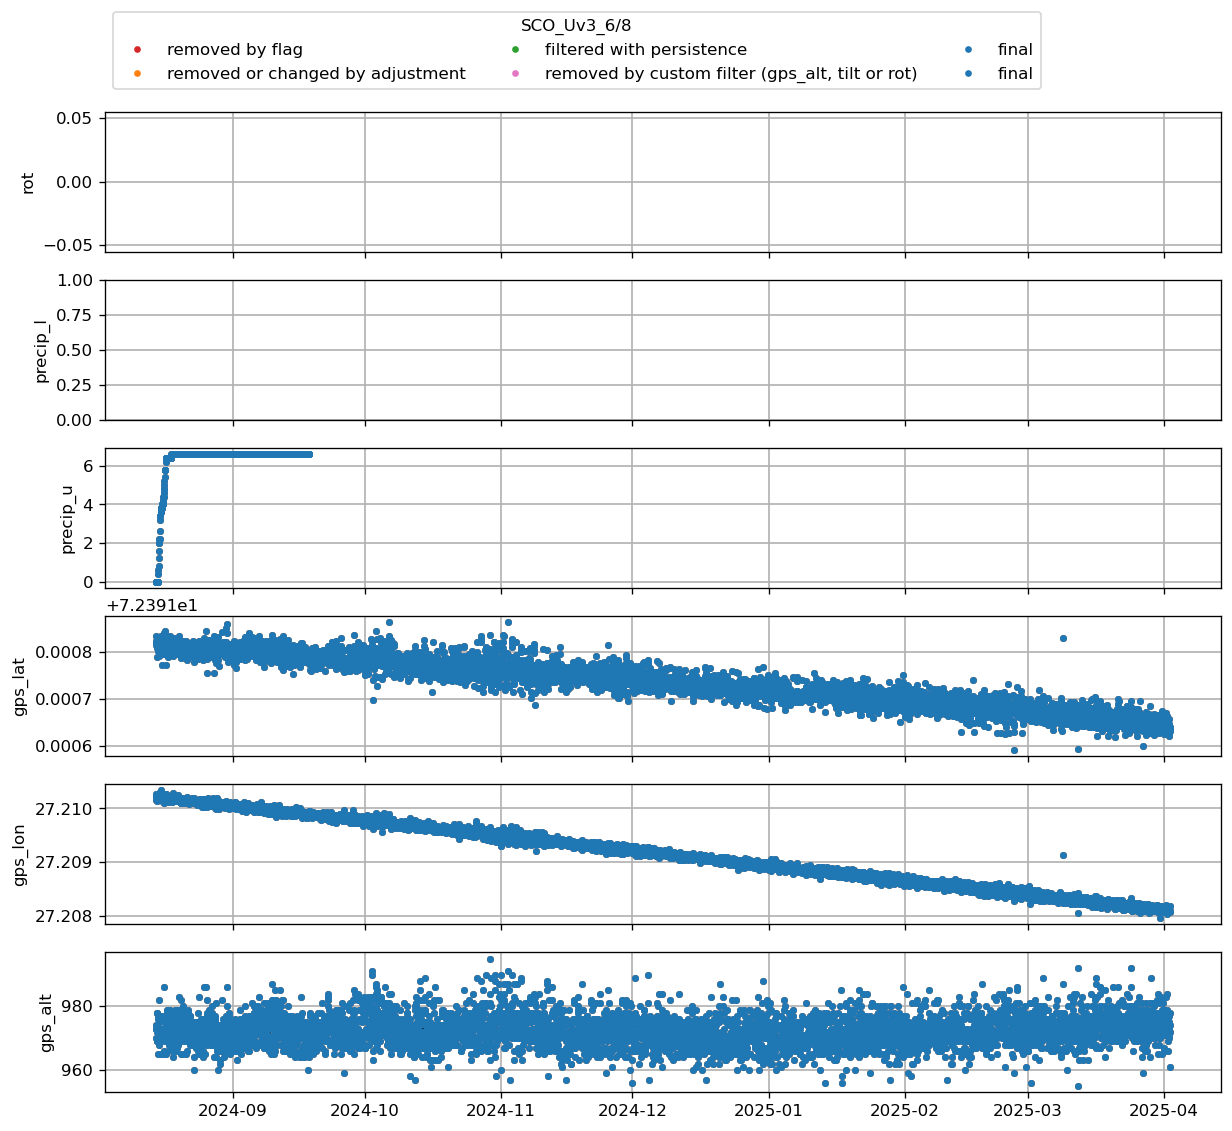 SCO_Uv3_6/8
removed by flag
filtered with persistence
final
removed or changed by adjustment
removed by custom filter (gps_alt, tilt or rot)
final
0.05
0.00
−0.05
rot
1.00
0.75
0.50
0.25
0.00
precip_l
6
4
2
0
precip_u
+7.2391e1
0.0008
0.0007
0.0006
gps_lat
27.210
27.209
27.208
gps_lon
980
960
gps_alt
2024-09
2024-10
2024-11
2024-12
2025-01
2025-02
2025-03
2025-04